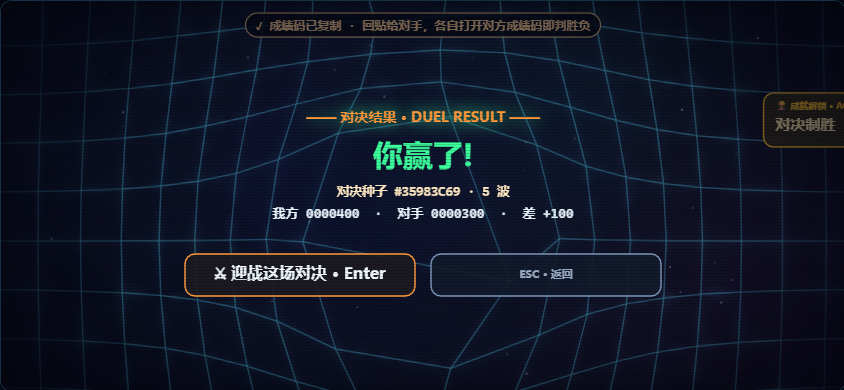 ✓ 成绩码已复制 · 回贴给对手，各自打开对方成绩码即判胜负
🏆 成就解锁 • A
对决制胜
—— 对决结果 • DUEL RESULT ——
你赢了!
对决种子 #35983C69 · 5 波
我方 0000400 · 对手 0000300 · 差 +100
⚔ 迎战这场对决 • Enter
ESC • 返回